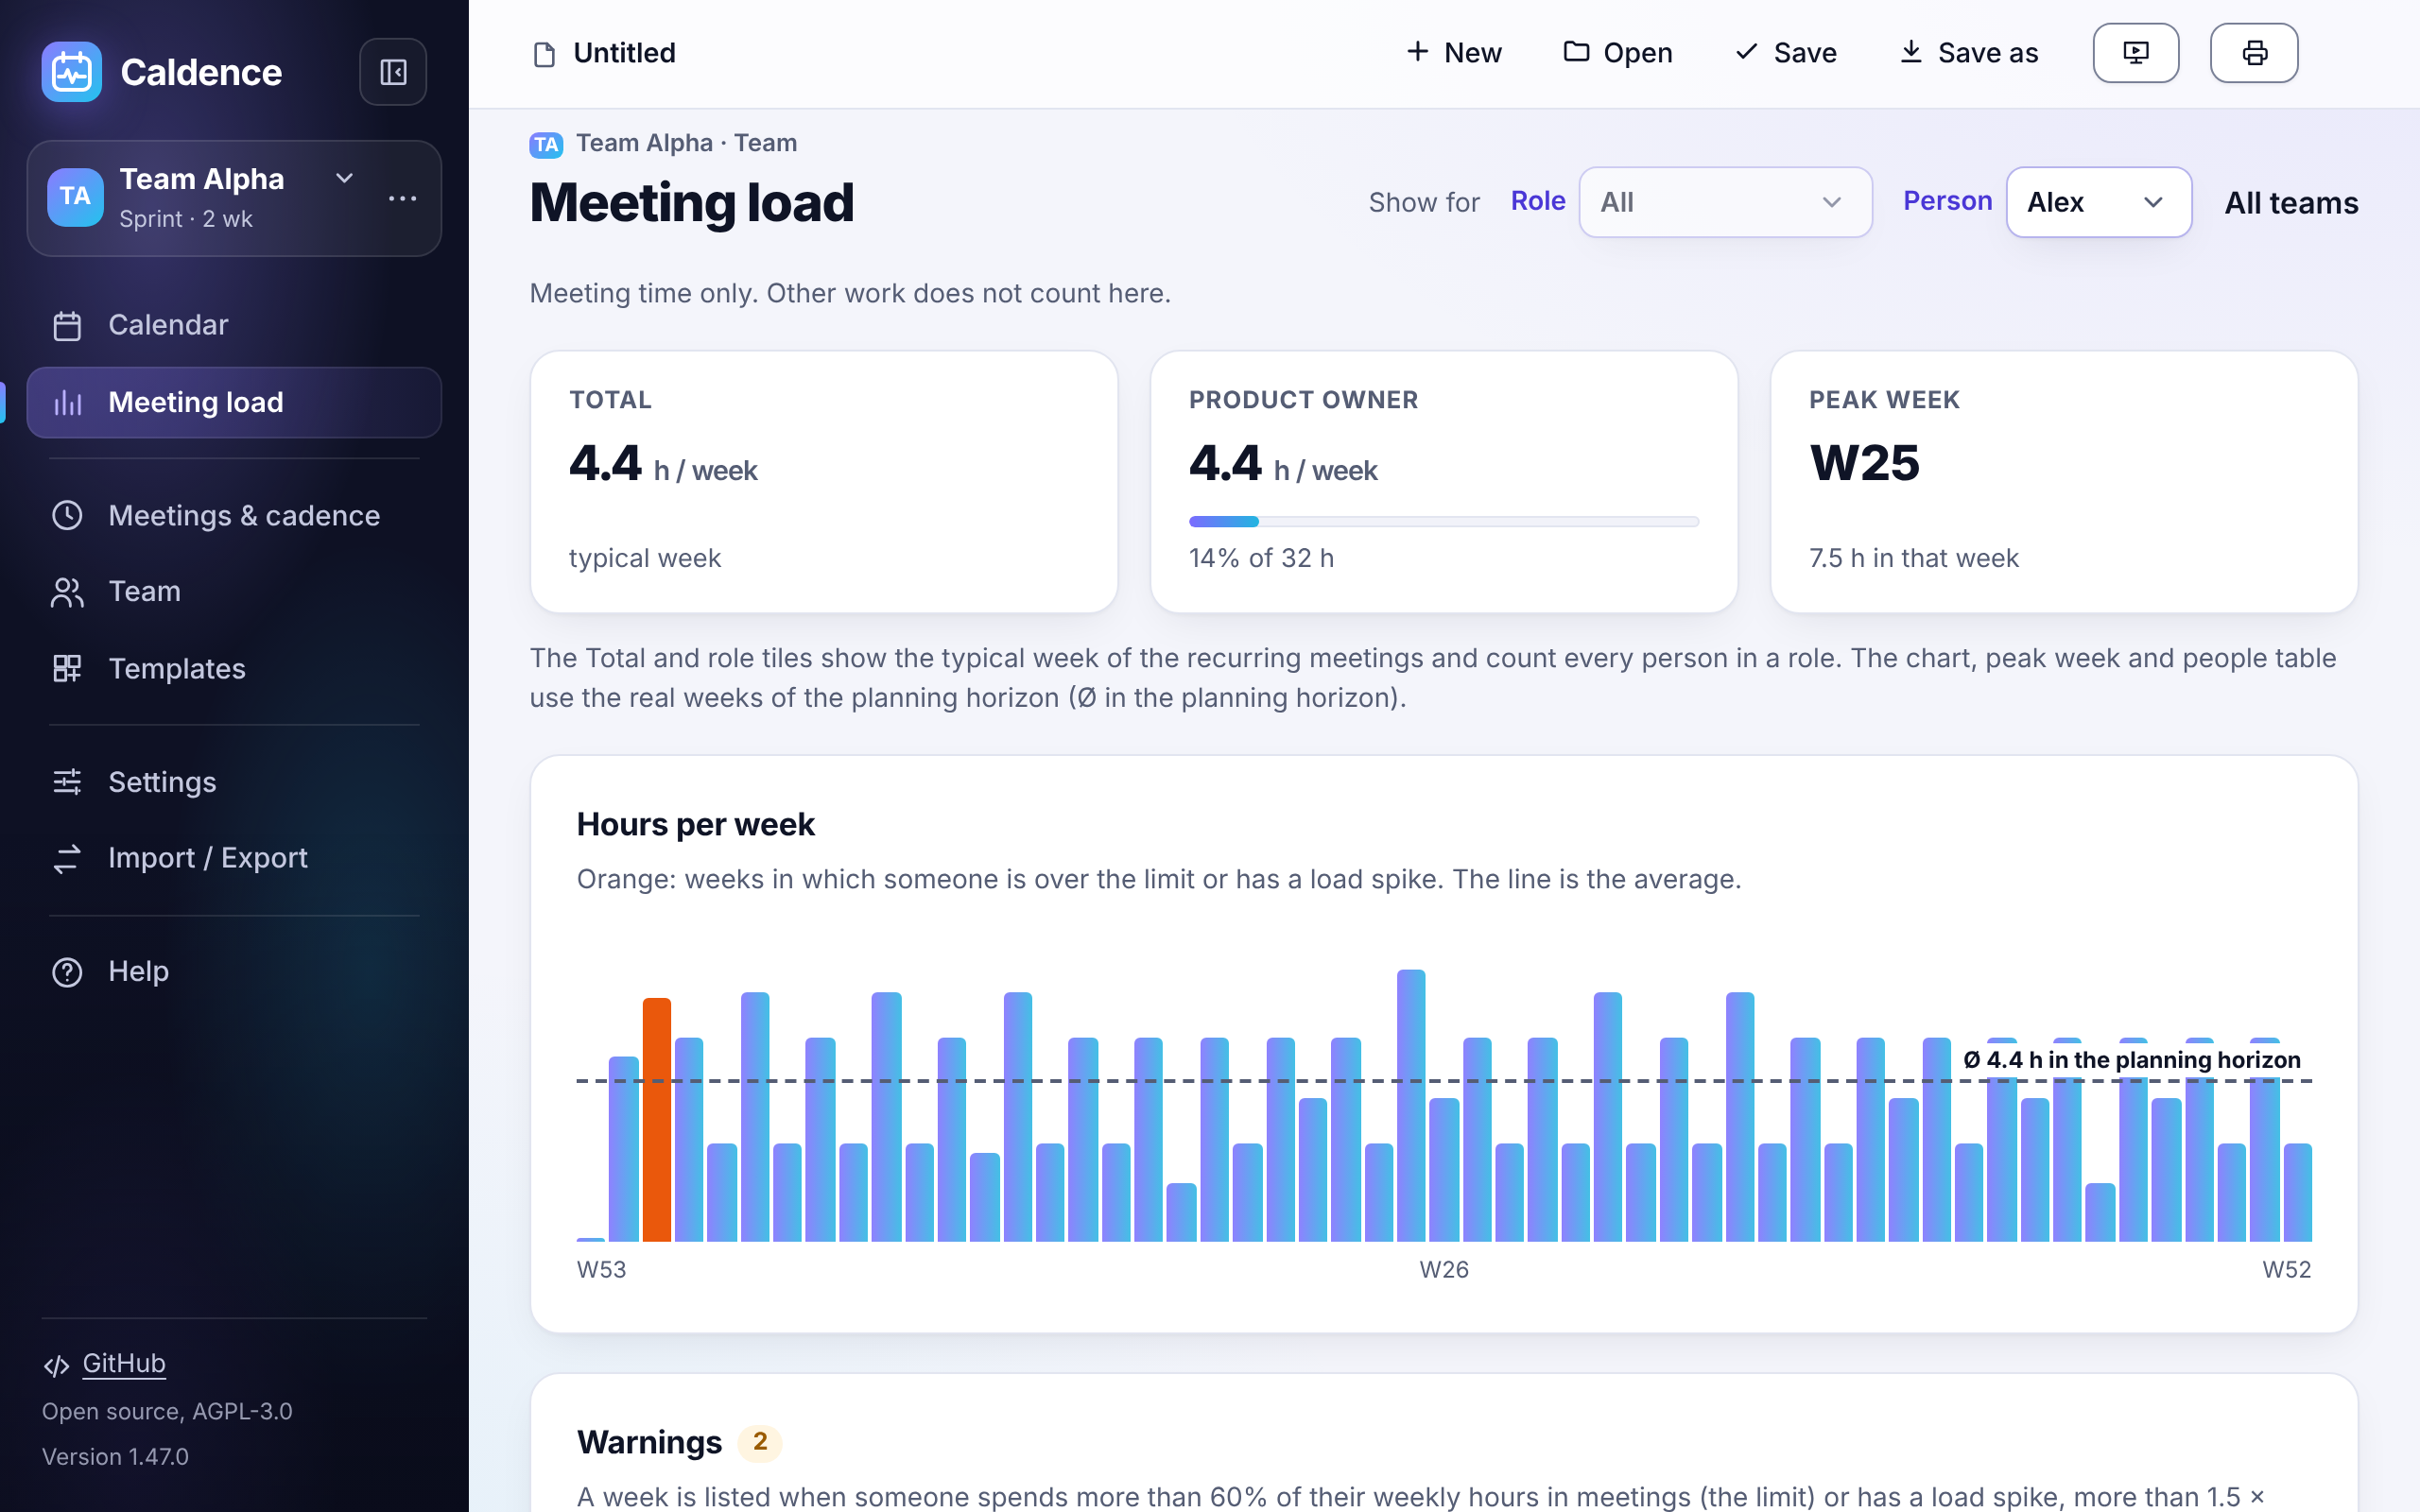 Caldence
TA
Team Alpha
Sprint · 2 wk
Calendar
Meeting load
Meetings & cadence
Team
Templates
Settings
Import / Export
Help
GitHub
Open source, AGPL-3.0
Version 1.47.0
Untitled
New
Open
Save
Save as
TA Team Alpha · Team
Meeting load
Show for Role All Person Alex All teams
Meeting time only. Other work does not count here.
TOTAL
4.4 h / week
typical week
PRODUCT OWNER
4.4 h / week
14% of 32 h
PEAK WEEK
W25
7.5 h in that week
The Total and role tiles show the typical week of the recurring meetings and count every person in a role. The chart, peak week and people table
use the real weeks of the planning horizon (Ø in the planning horizon).
Hours per week
Orange: weeks in which someone is over the limit or has a load spike. The line is the average.
Ø 4.4 h in the planning horizon
W53 W26 W52
Warnings 2
A week is listed when someone spends more than 60% of their weekly hours in meetings (the limit) or has a load spike, more than 1.5 ×